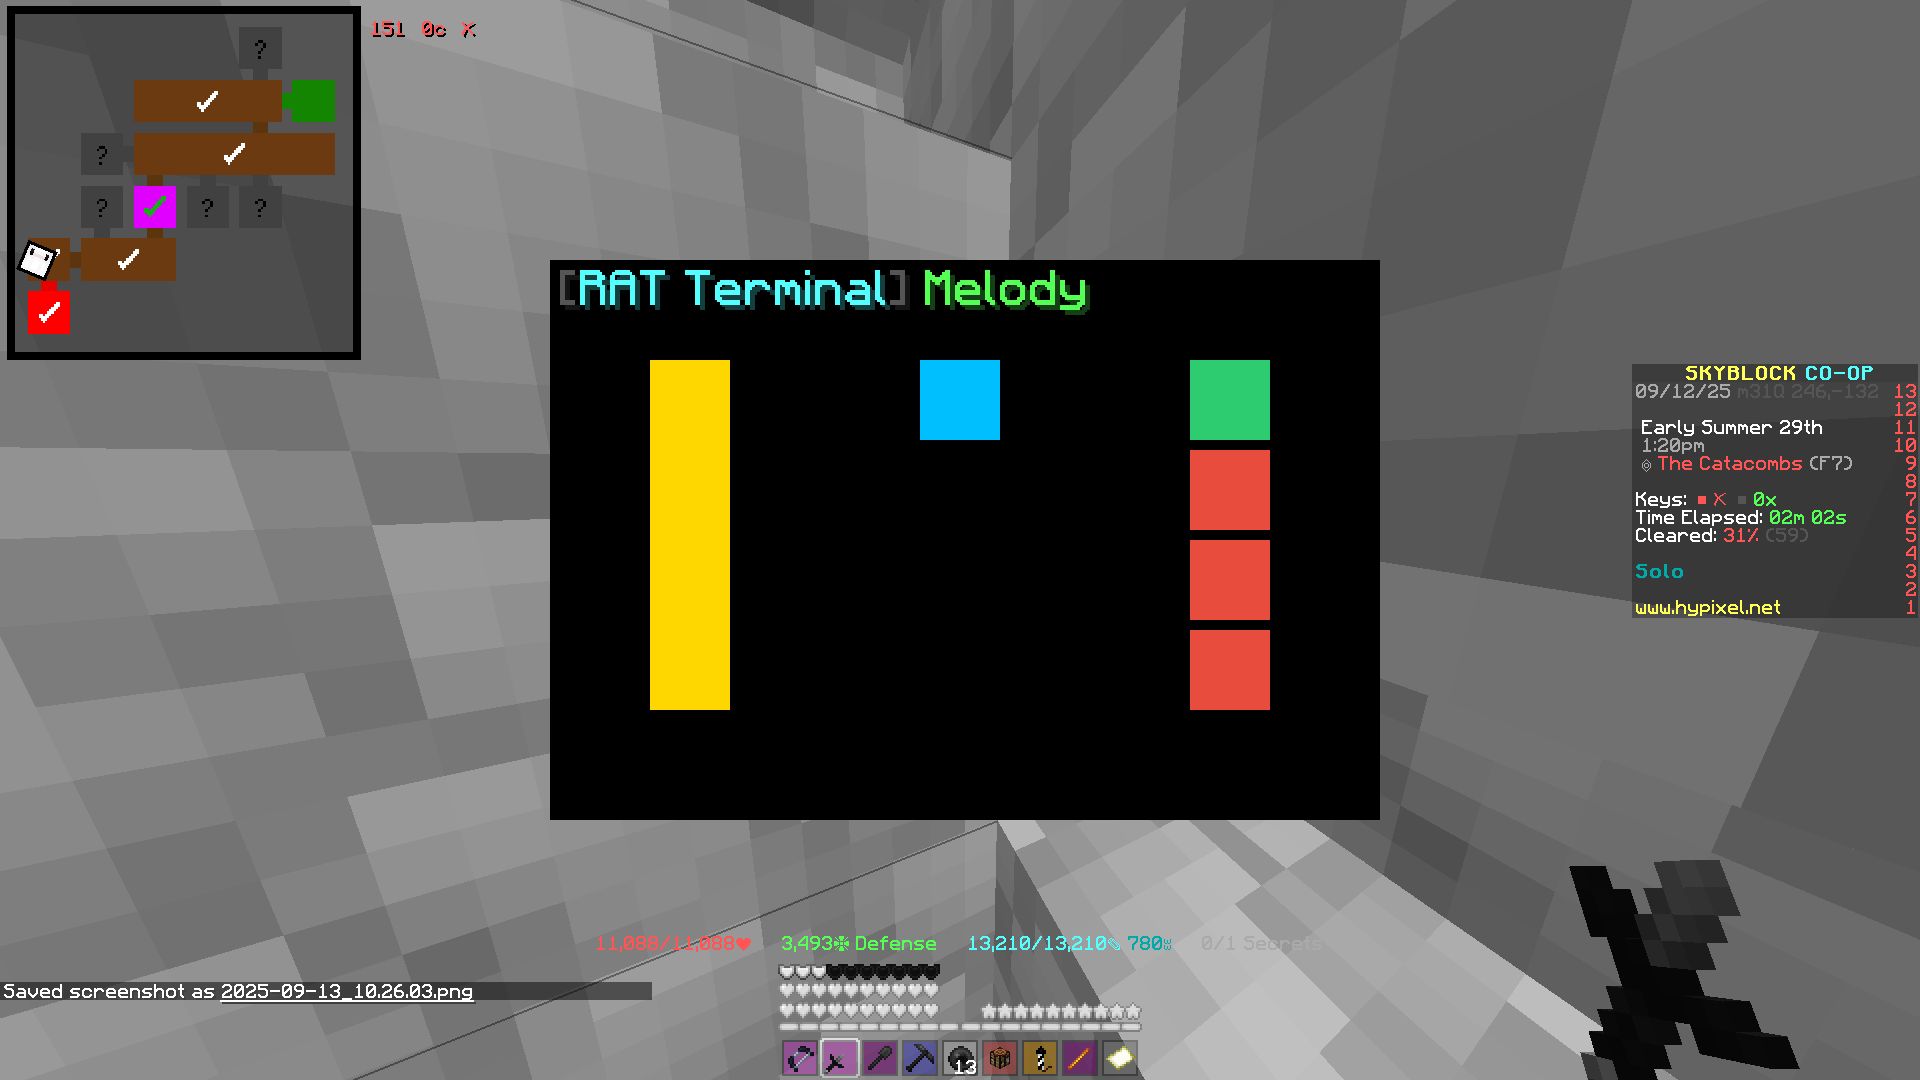 ?
151 0c X
?
?
?
?
[RAT Terminal] Melody
SKYBLOCK CO-OP
09/12/25 m31Q 246,-132 13
12
Early Summer 29th 11
1:20pm 10
The Catacombs (F7) 9
8
Keys: X 0x 7
Time Elapsed: 02m 02s 6
Cleared: 31% (59) 5
4
Solo 3
2
www.hypixel.net 1
11,088/11,088❤ 3,493 Defense 13,210/13,210 780 0/1 Secrets
Saved screenshot as 2025-09-13_10.26.03.png
13